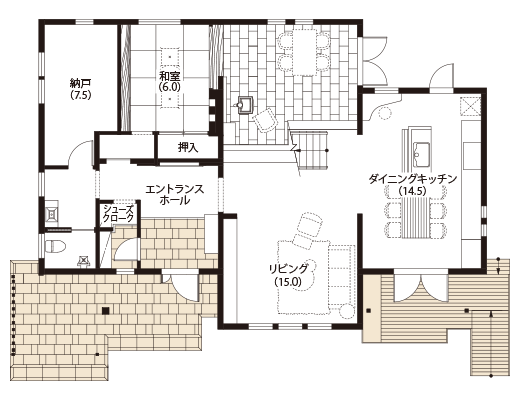 納戸
(7.5)
和室
(6.0)
押入
エントランス
ホール
シューズ
クローク
ダイニングキッチン
(14.5)
リビング
(15.0)